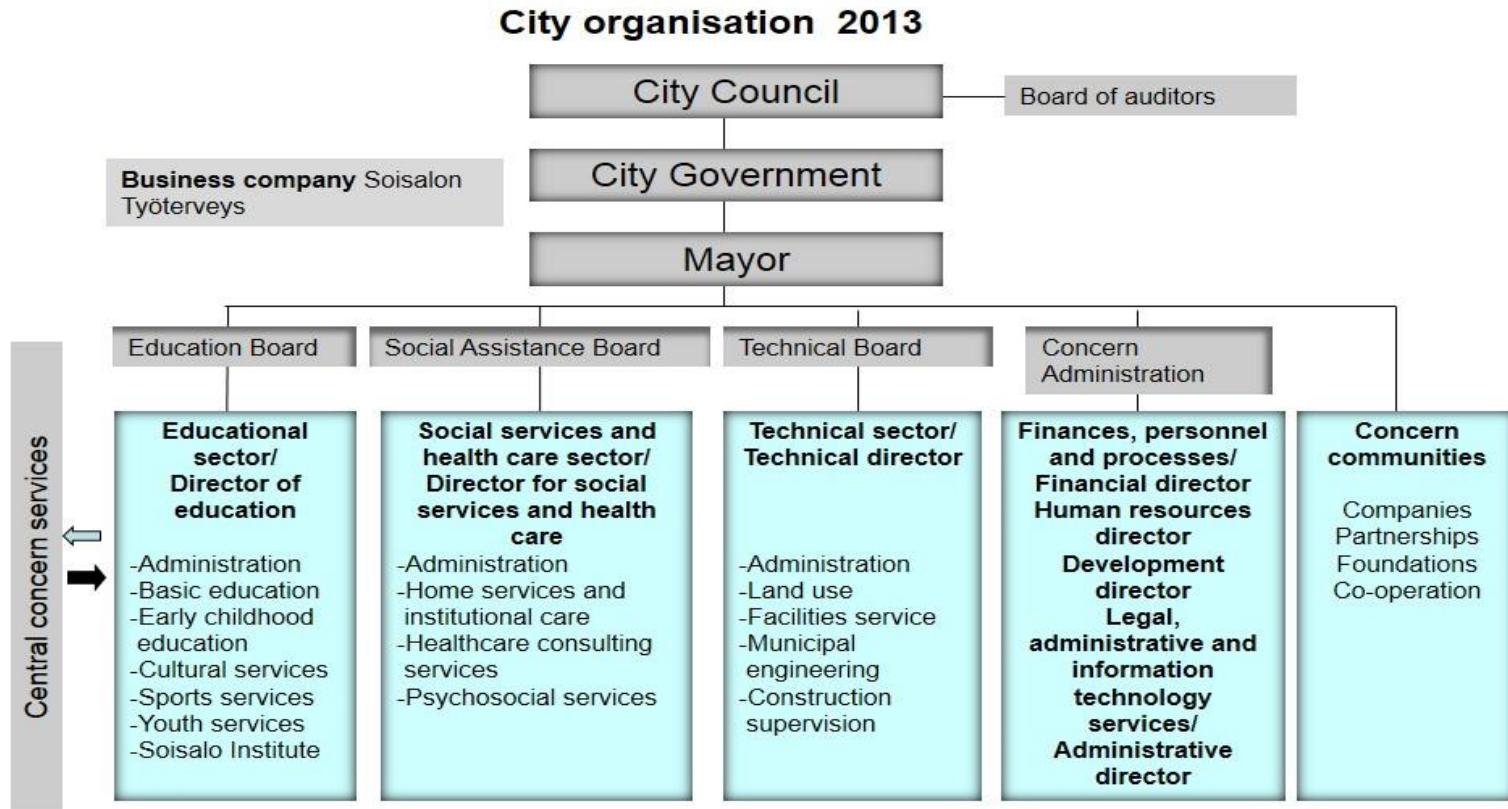 City organisation 2013
City Council
Board of auditors
Business company Soisalon
Työterveys
City Government
Mayor
Central concern services
Education Board
Educational
sector/
Director of
education
-Administration
-Basic education
-Early childhood
education
-Cultural services
-Sports services
-Youth services
-Soisalo Institute
Social Assistance Board
Social services and
health care sector/
Director for social
services and health
care
-Administration
-Home services and
institutional care
-Healthcare consulting
services
-Psychosocial services
Technical Board
Technical sector/
Technical director
-Administration
-Land use
-Facilities service
-Municipal
engineering
-Construction
supervision
Concern
Administration
Finances, personnel
and processes/
Financial director
Human resources
director
Development
director
Legal,
administrative and
information
technology
services/
Administrative
director
Concern
communities
Companies
Partnerships
Foundations
Co-operation